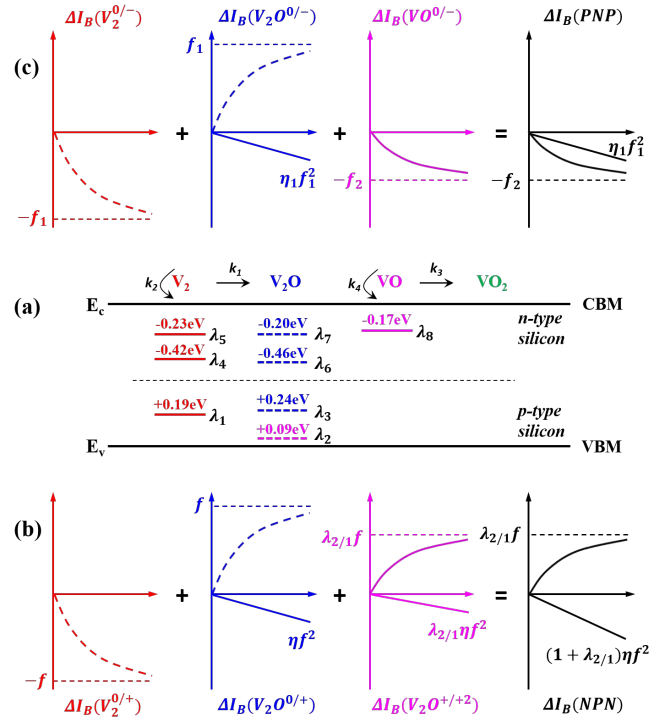 ΔI_B(V_2^{0/−}) ΔI_B(V_2O^{0/−}) ΔI_B(VO^{0/−}) ΔI_B(PNP)
(c)
f_1
+ + =
η_1f_1^2 −f_2 −f_2 η_1f_1^2
−f_1
k_2 V_2 k_1 V_2O k_4 VO k_3 VO_2
(a) E_c CBM
−0.23eV λ_5 −0.20eV λ_7 −0.17eV λ_8 n-type silicon
−0.42eV λ_4 −0.46eV λ_6
+0.19eV λ_1 +0.24eV λ_3 p-type silicon
+0.09eV λ_2
E_v VBM
f
(b) λ_{2/1}f λ_{2/1}f
+ + =
ηf^2 λ_{2/1}ηf^2 (1 + λ_{2/1})ηf^2
−f
ΔI_B(V_2^{0/+}) ΔI_B(V_2O^{0/+}) ΔI_B(V_2O^{+/+2}) ΔI_B(NPN)